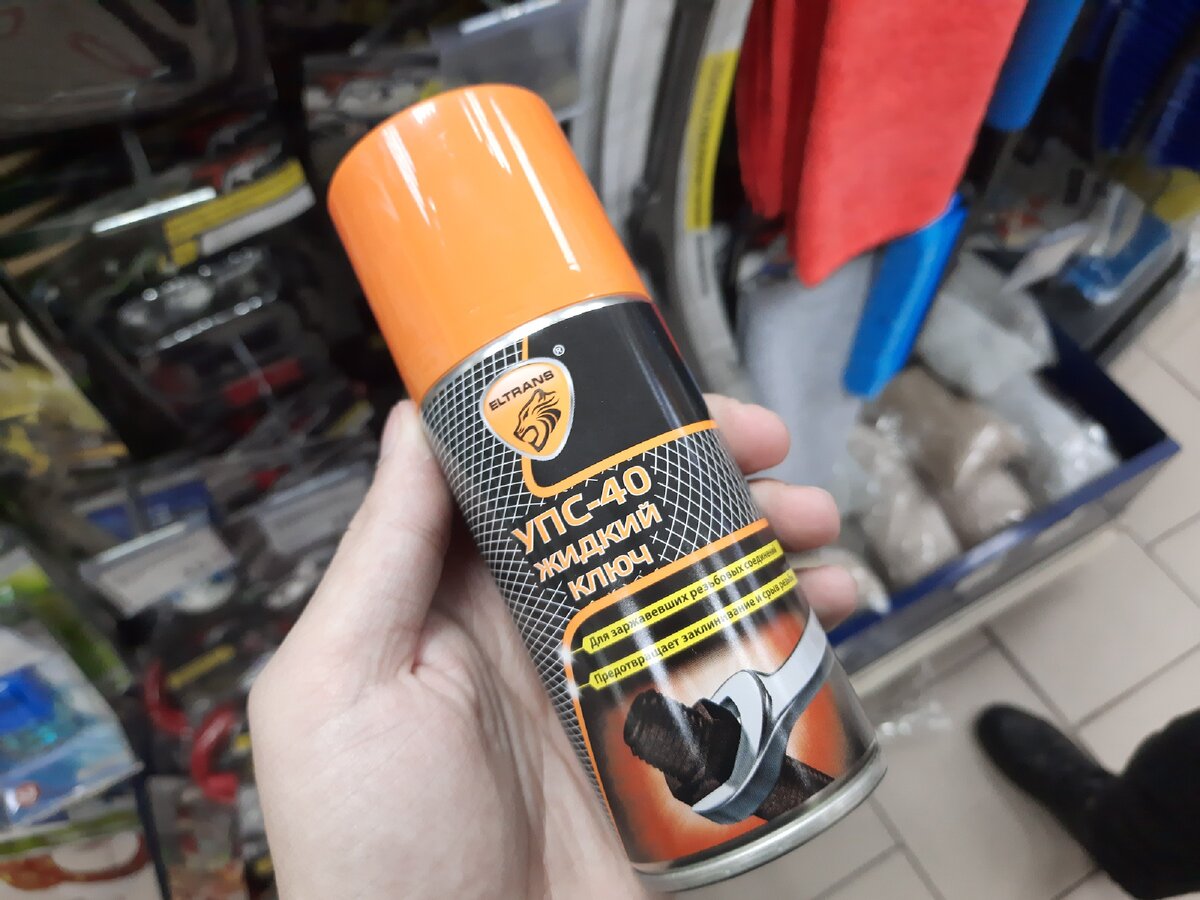 ®
ELTRANS
УПС-40
ЖИДКИЙ
КЛЮЧ
Для заржавевших резьбовых соединений
Предотвращает заклинивание и срыв резьбы